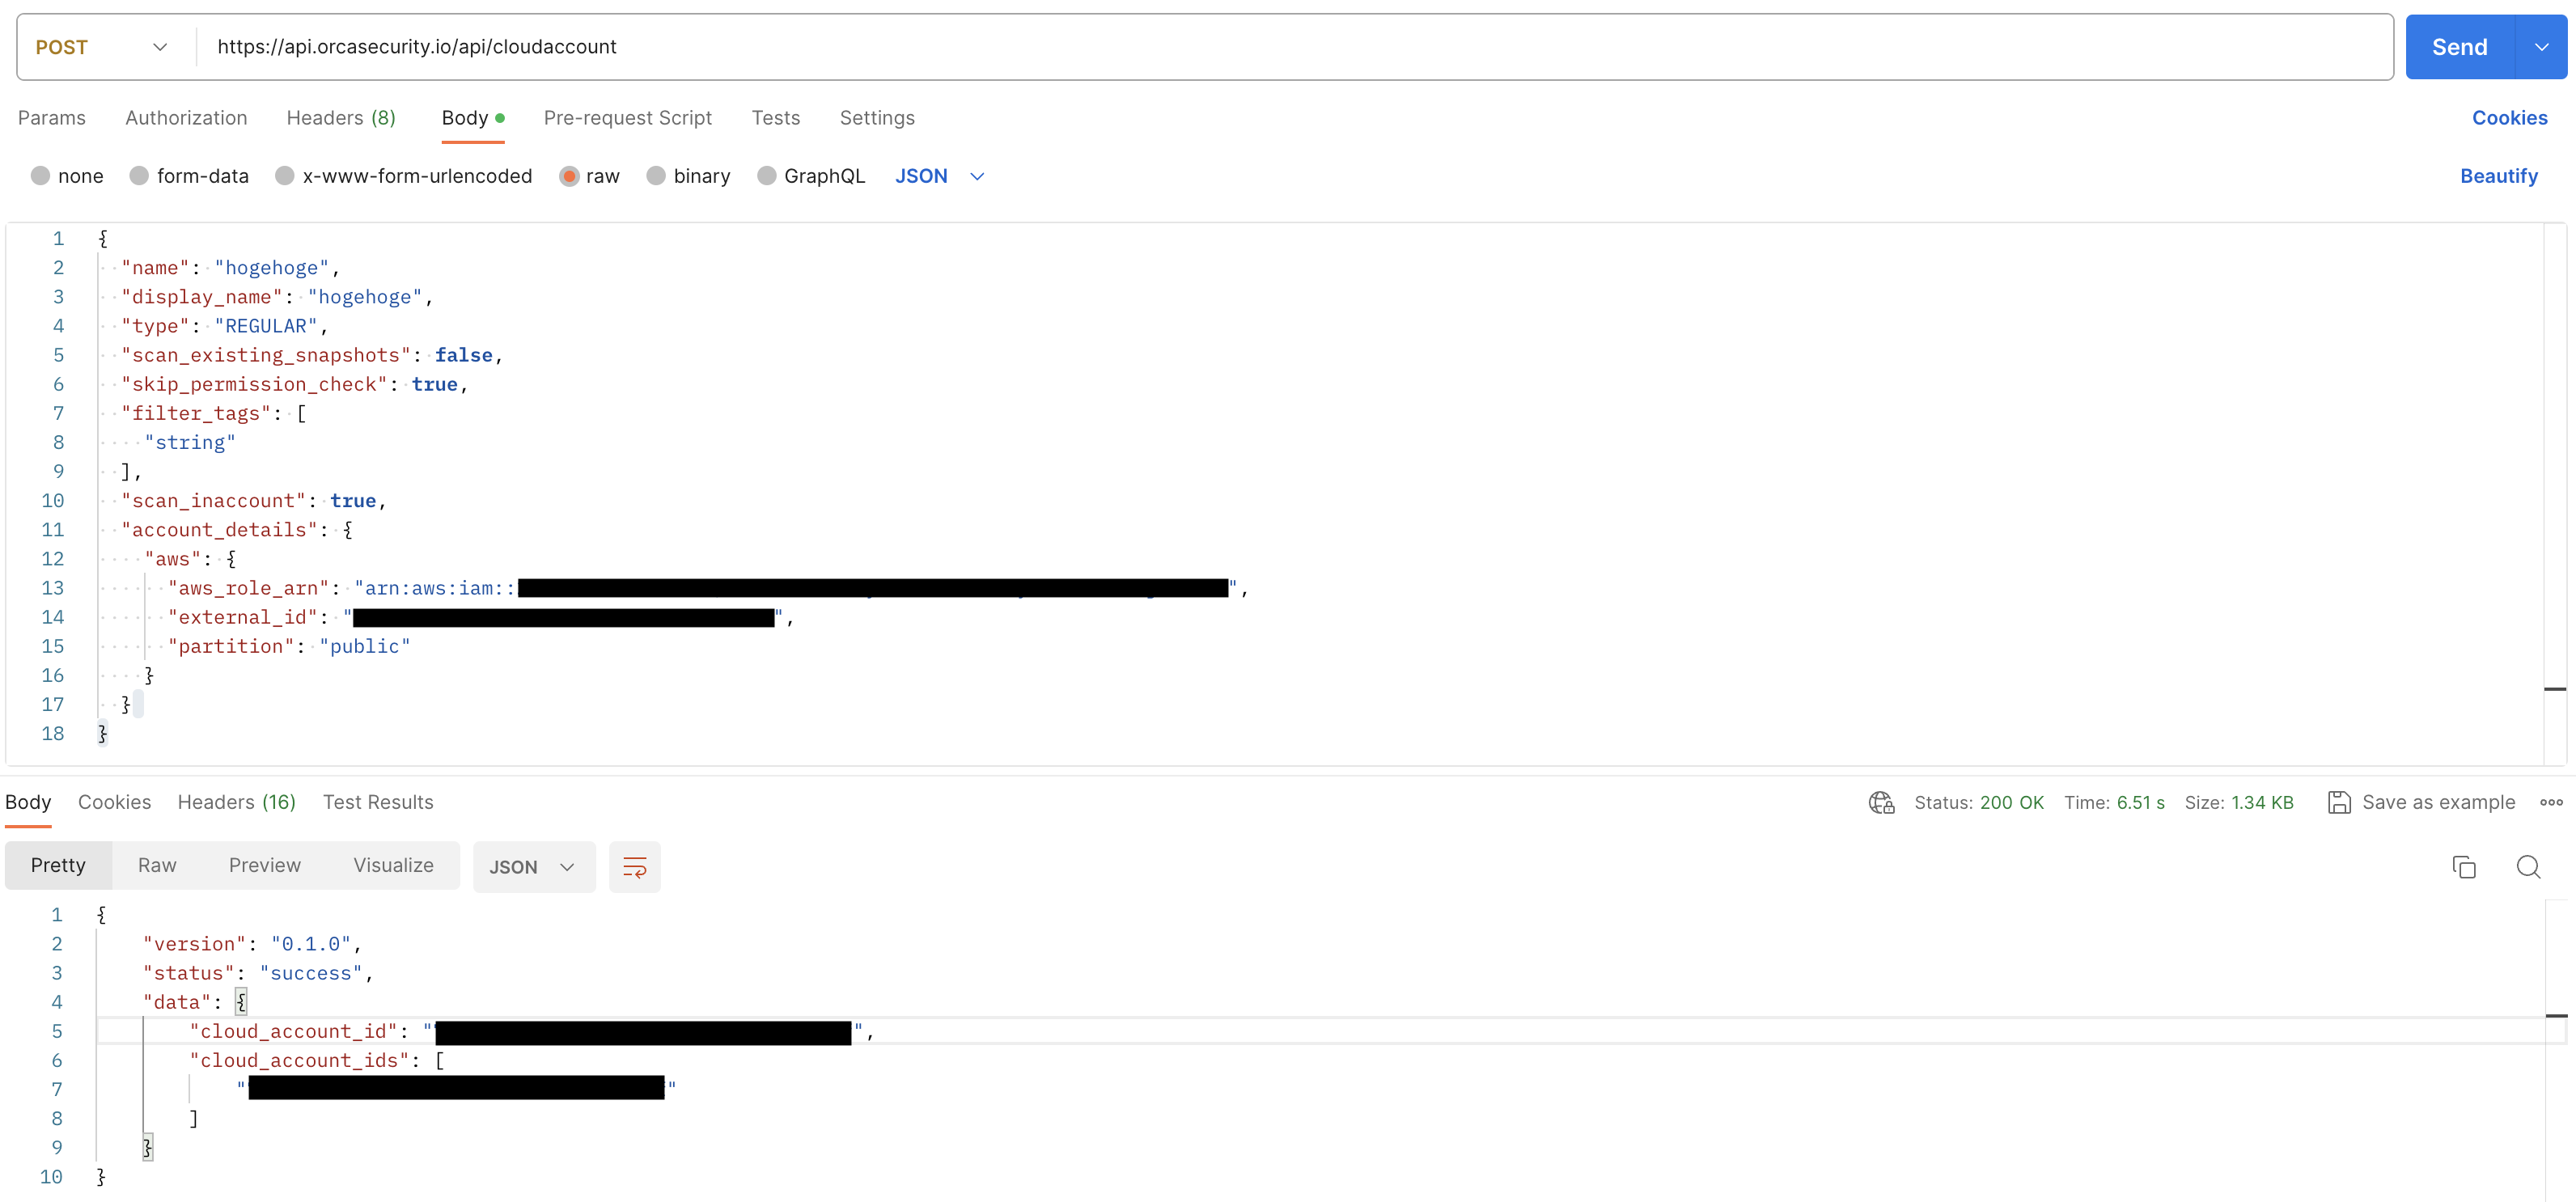 POST https://api.orcasecurity.io/api/cloudaccount Send
Params Authorization Headers (8) Body Pre-request Script Tests Settings Cookies
none form-data x-www-form-urlencoded raw binary GraphQL JSON Beautify
1 {
2 "name": "hogehoge",
3 "display_name": "hogehoge",
4 "type": "REGULAR",
5 "scan_existing_snapshots": false,
6 "skip_permission_check": true,
7 "filter_tags": [
8 "string"
9 ],
10 "scan_inaccount": true,
11 "account_details": {
12 "aws": {
13 "aws_role_arn": "arn:aws:iam::",
14 "external_id": "",
15 "partition": "public"
16 }
17 }
18 }
Body Cookies Headers (16) Test Results Status: 200 OK Time: 6.51 s Size: 1.34 KB Save as example
Pretty Raw Preview Visualize JSON
1 {
2 "version": "0.1.0",
3 "status": "success",
4 "data": {
5 "cloud_account_id": "",
6 "cloud_account_ids": [
7 ""
8 ]
9 }
10 }